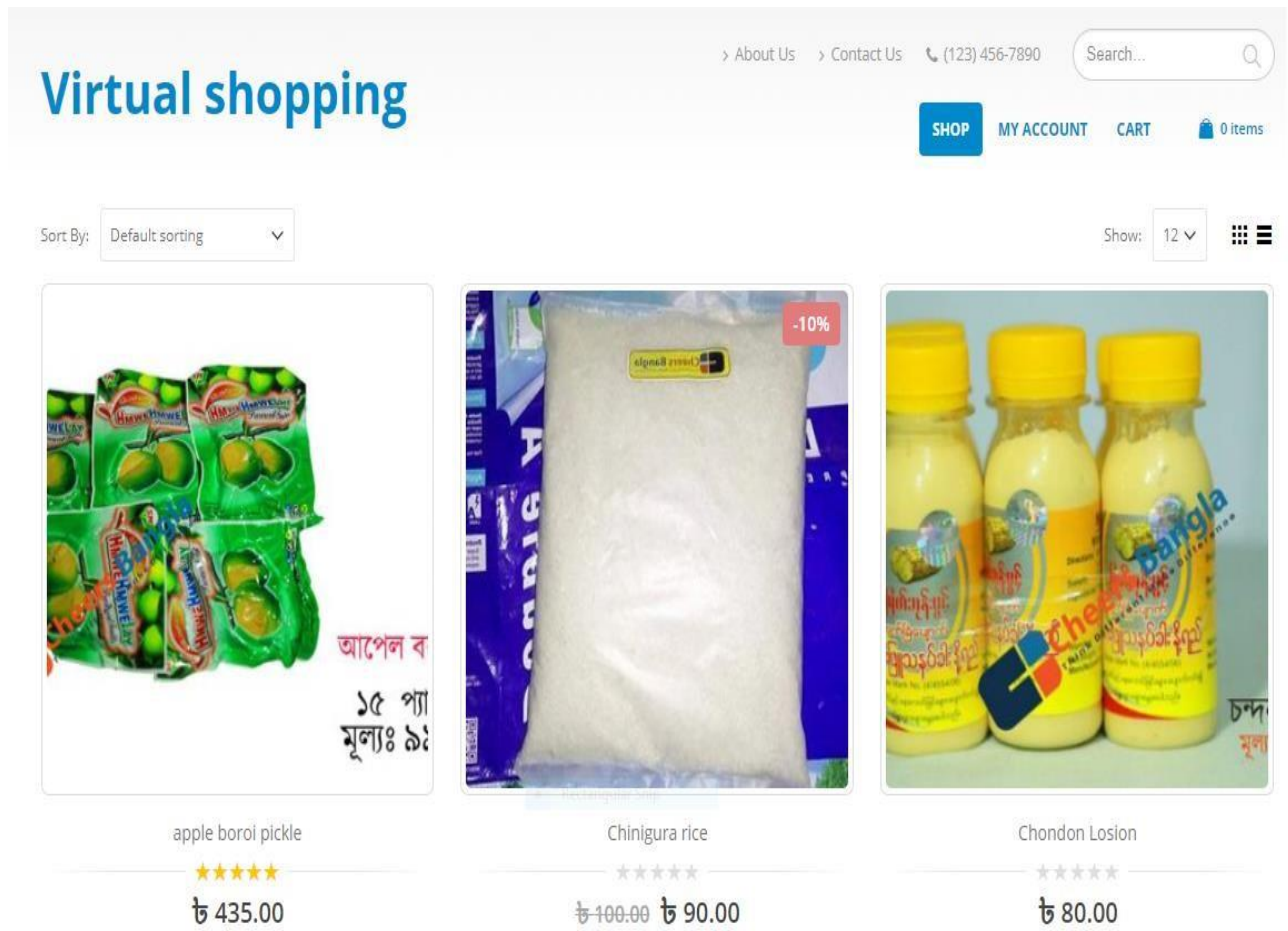 > About Us > Contact Us (123) 456-7890 Search...
Virtual shopping
SHOP MY ACCOUNT CART 0 items
Sort By: Default sorting Show: 12
-10%
Cheers Bangla
HMWE HMWE
Bangla
আপেল ব
১৫ প্যা
মূল্যঃ ৯
চন্দ
মূল্য
apple boroi pickle Chinigura rice Chondon Losion
৳ 435.00 ৳ 100.00 ৳ 90.00 ৳ 80.00